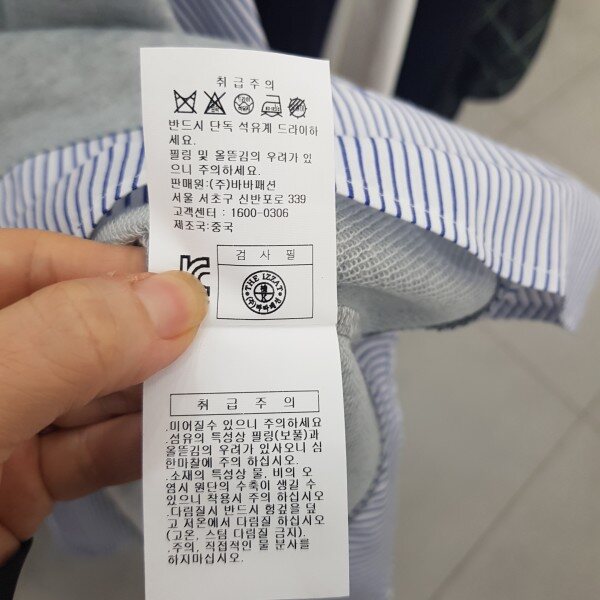 취급주의
반드시 단독 석유계 드라이하
세요.
필링 및 올뜯김의 우려가 있
으니 주의하세요.
판매원:(주)바바패션
서울 서초구 신반포로 339
고객센터 : 1600-0306
제조국:중국
검 사 필
THE IZZAT
(주)바바패션
취 급 주 의
.미어질수 있으니 주의하세요
.섬유의 특성상 필링(보풀)과
올뜯김의 우려가 있사오니 심
한마찰에 주의 하십시오.
.소재의 특성상 물, 비의 오
염시 원단의 수축이 생길 수
있으니 착용시 주의 하십시오
.다림질시 반드시 헝겊을 덮
고 저온에서 다림질 하십시오
(고온, 스팀 다림질 금지).
.주의, 직접적인 물 분사를
하지마십시오.